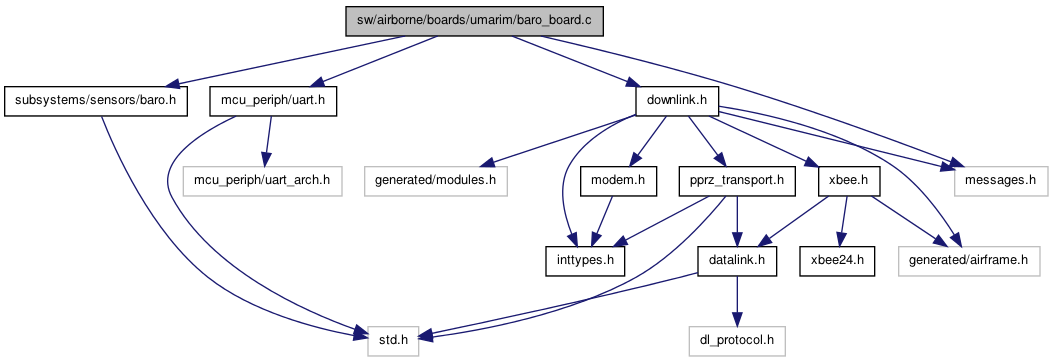 sw/airborne/boards/umarim/baro_board.c
subsystems/sensors/baro.h
mcu_periph/uart.h
downlink.h
mcu_periph/uart_arch.h
generated/modules.h
modem.h
pprz_transport.h
xbee.h
messages.h
inttypes.h
datalink.h
xbee24.h
generated/airframe.h
std.h
dl_protocol.h